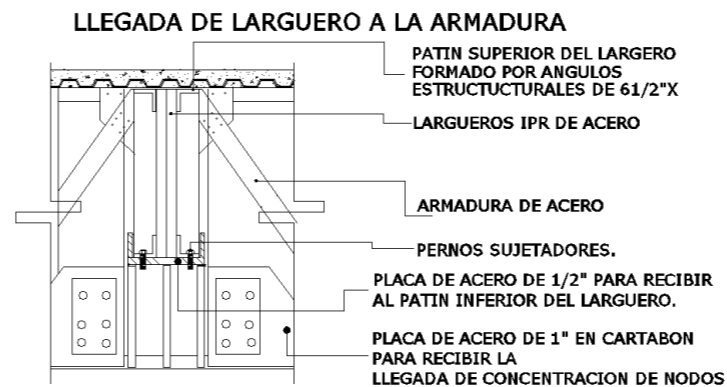 LLEGADA DE LARGUERO A LA ARMADURA
PATIN SUPERIOR DEL LARGERO
FORMADO POR ANGULOS
ESTRUCTUCTURALES DE 61/2"X
LARGUEROS IPR DE ACERO
ARMADURA DE ACERO
PERNOS SUJETADORES.
PLACA DE ACERO DE 1/2" PARA RECIBIR
AL PATIN INFERIOR DEL LARGUERO.
PLACA DE ACERO DE 1" EN CARTABON
PARA RECIBIR LA
LLEGADA DE CONCENTRACION DE NODOS